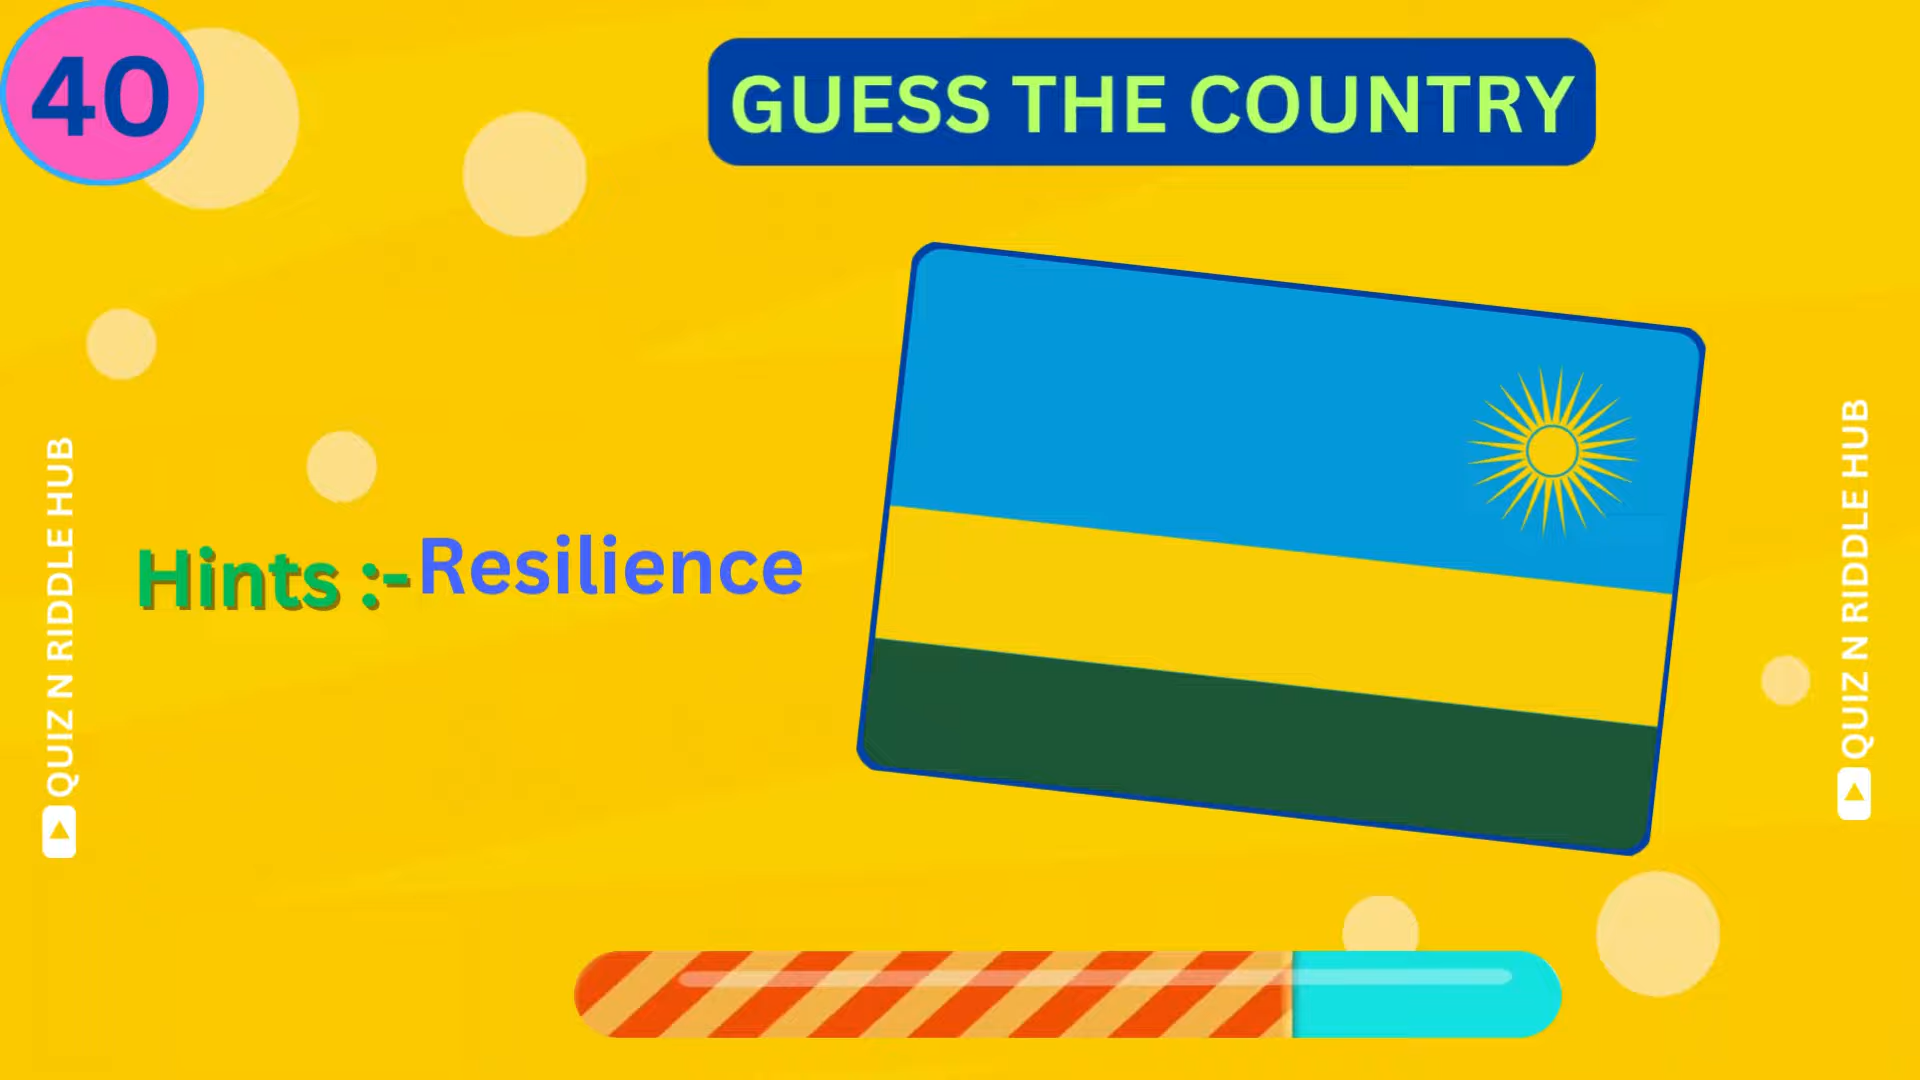 40
GUESS THE COUNTRY
Hints :-Resilience
QUIZ N RIDDLE HUB
QUIZ N RIDDLE HUB